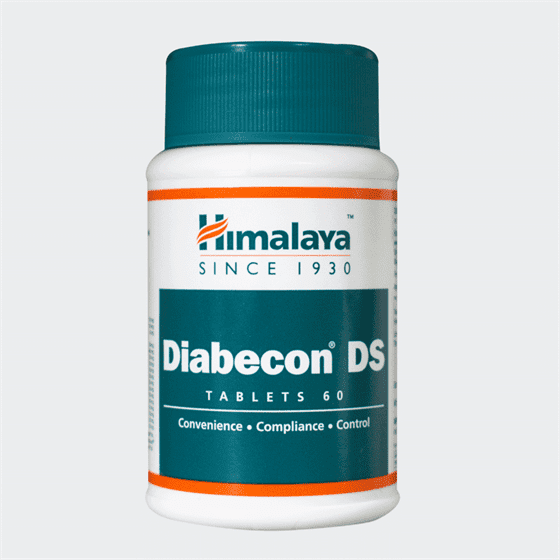 Himalaya™
SINCE 1930
Diabecon® DS
TABLETS 60
Convenience • Compliance • Control